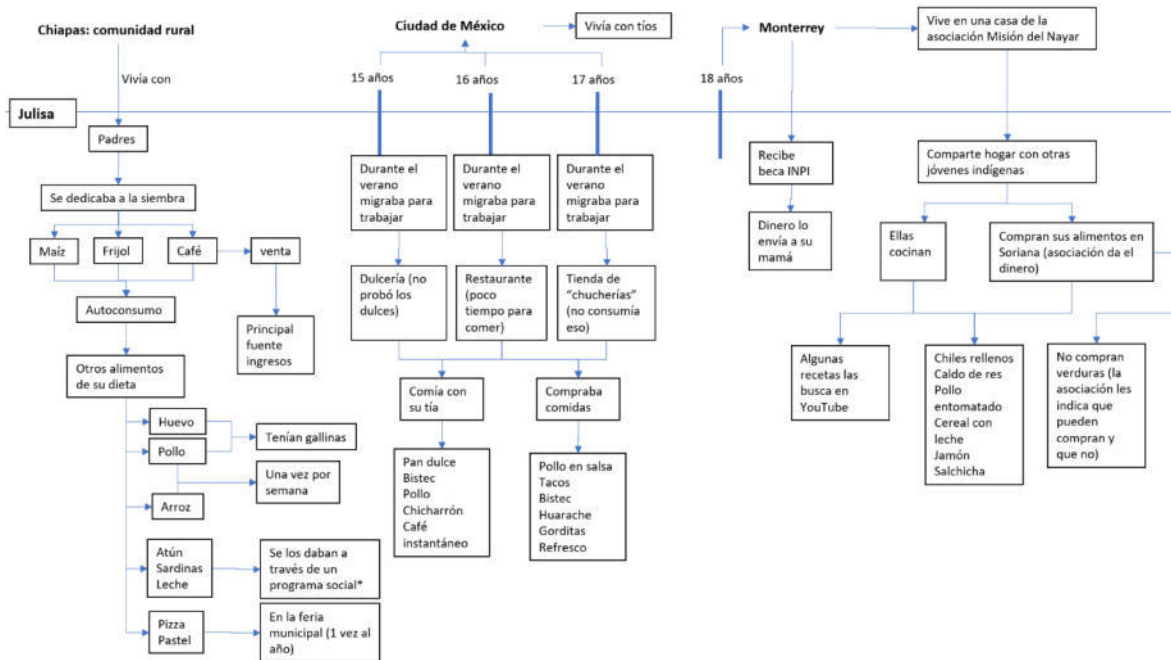 Chiapas: comunidad rural
Vivía con
Julisa
Padres
Se dedicaba a la siembra
Maíz
Frijol
Café
venta
Autoconsumo
Principal
fuente
ingresos
Otros alimentos
de su dieta
Huevo
Pollo
Tenían gallinas
Una vez por
semana
Arroz
Atún
Sardinas
Leche
Se los daban a
través de un
programa social*
Pizza
Pastel
En la feria
municipal (1 vez al
año)
Ciudad de México
Vivía con tíos
15 años
16 años
17 años
Durante el
verano
migraba para
trabajar
Durante el
verano
migraba para
trabajar
Durante el
verano
migraba para
trabajar
Dulcería (no
probó los
dulces)
Restaurante
(poco
tiempo para
comer)
Tienda de
“chucherías”
(no consumía
eso)
Comía con
su tía
Compraba
comidas
Pan dulce
Bistec
Pollo
Chicharrón
Café
instantáneo
Pollo en salsa
Tacos
Bistec
Huarache
Gorditas
Refresco
18 años
Monterrey
Vive en una casa de la
asociación Misión del Nayar
Recibe
beca INPI
Dinero lo
envía a su
mamá
Comparte hogar con otras
jóvenes indígenas
Ellas
cocinan
Compran sus alimentos en
Soriana (asociación da el
dinero)
Algunas
recetas las
busca en
YouTube
Chiles rellenos
Caldo de res
Pollo
entomatado
Cereal con
leche
Jamón
Salchicha
No compran
verduras (la
asociación les
indica que
pueden
compran y
que no)